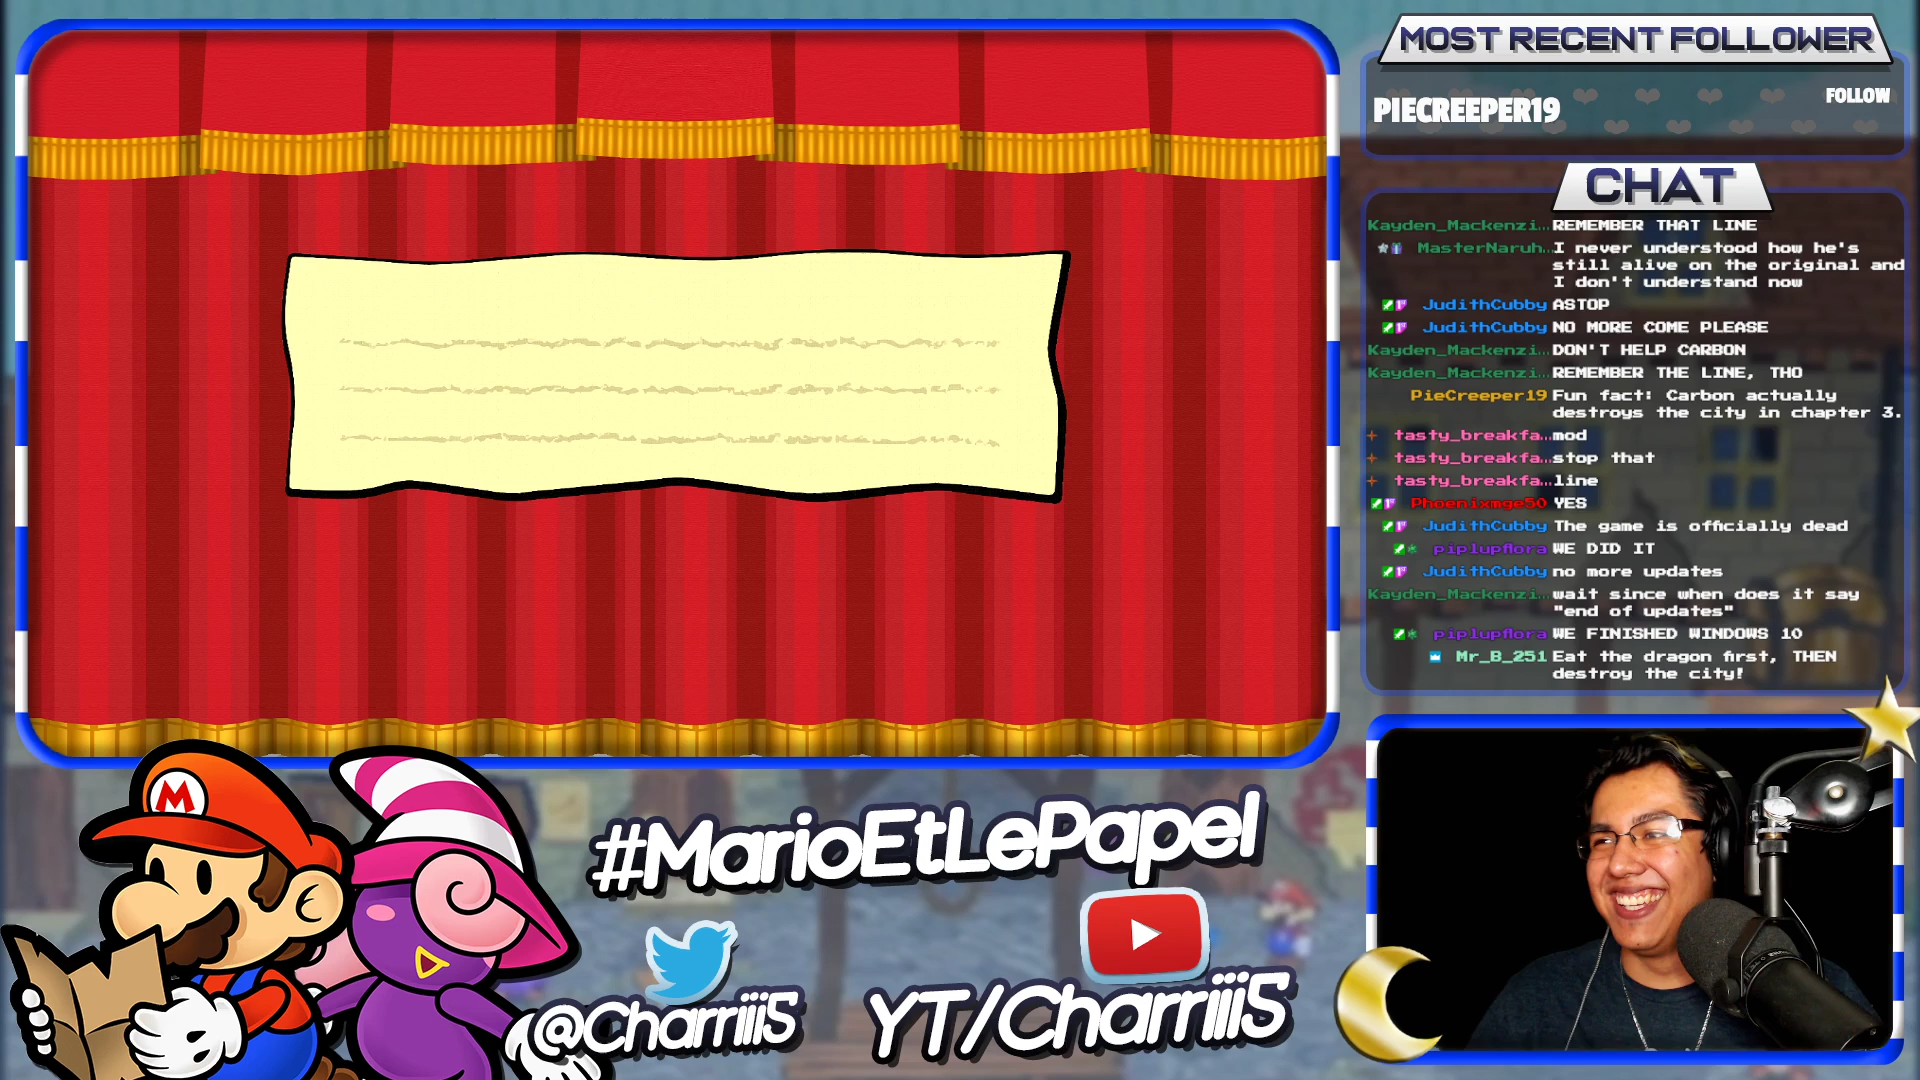 MOST RECENT FOLLOWER
PIECREEPER19
FOLLOW
CHAT
Kayden_Mackenzi... REMEMBER THAT LINE
MasterNaruh... I never understood how he's
still alive on the original and
I don't understand now
JudithCubby ASTOP
JudithCubby NO MORE COME PLEASE
Kayden_Mackenzi... DON'T HELP CARBON
Kayden_Mackenzi... REMEMBER THE LINE, THO
PieCreeper19 Fun fact: Carbon actually
destroys the city in chapter 3.
tasty_breakfa... mod
tasty_breakfa... stop that
tasty_breakfa... line
Phoenixmge50 YES
JudithCubby The game is officially dead
piplupflora WE DID IT
JudithCubby no more updates
Kayden_Mackenzi... wait since when does it say
"end of updates"
piplupflora WE FINISHED WINDOWS 10
Mr_B_251 Eat the dragon first, THEN
destroy the city!
M
#MarioEtLePapel
@Charriii5
YT/Charriii5